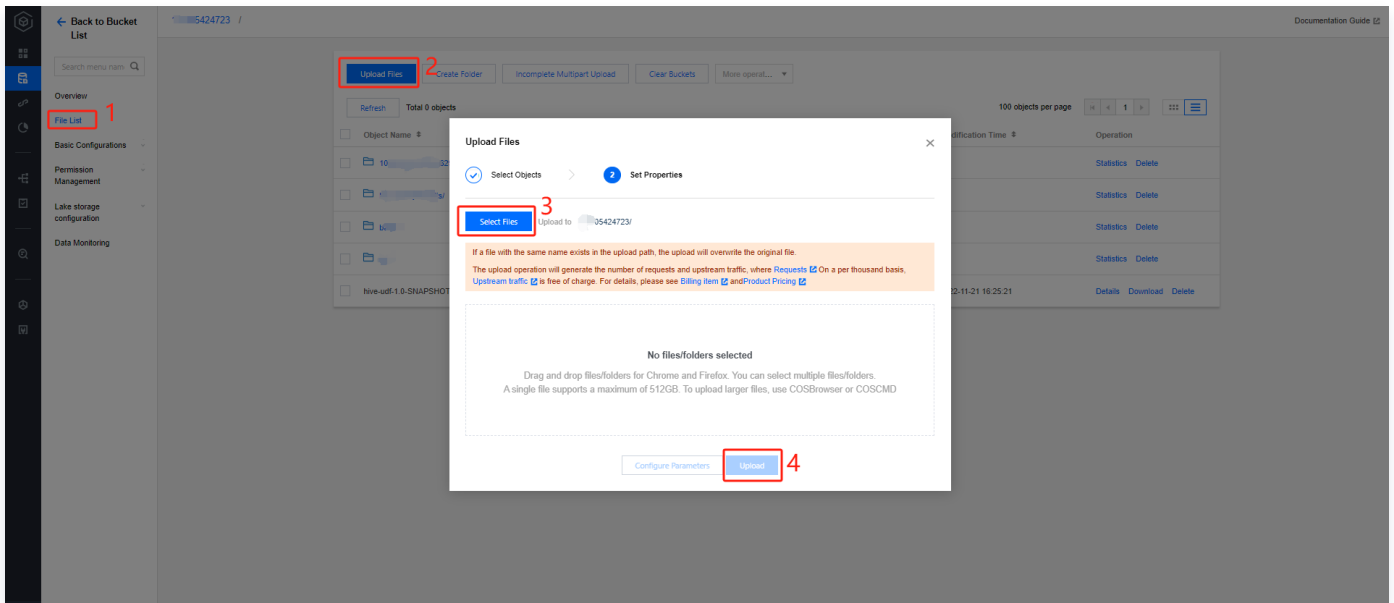 Back to Bucket
List
5424723 /
Documentation Guide
Search menu nam
Overview
File List
1
Basic Configurations
Permission
Management
Lake storage
configuration
Data Monitoring
Upload Files
2
Create Folder
Incomplete Multipart Upload
Clear Buckets
More operat...
Refresh
Total 0 objects
100 objects per page
1
Object Name
dification Time
Operation
Statistics Delete
Statistics Delete
Statistics Delete
Statistics Delete
hive-udf-1.0-SNAPSHOT
22-11-21 16:25:21
Details Download Delete
Upload Files
Select Objects
2 Set Properties
3
Select Files
Upload to 05424723/
If a file with the same name exists in the upload path, the upload will overwrite the original file.
The upload operation will generate the number of requests and upstream traffic, where Requests On a per thousand basis,
Upstream traffic is free of charge. For details, please see Billing item andProduct Pricing
No files/folders selected
Drag and drop files/folders for Chrome and Firefox. You can select multiple files/folders.
A single file supports a maximum of 512GB. To upload larger files, use COSBrowser or COSCMD
Configure Parameters
Upload
4